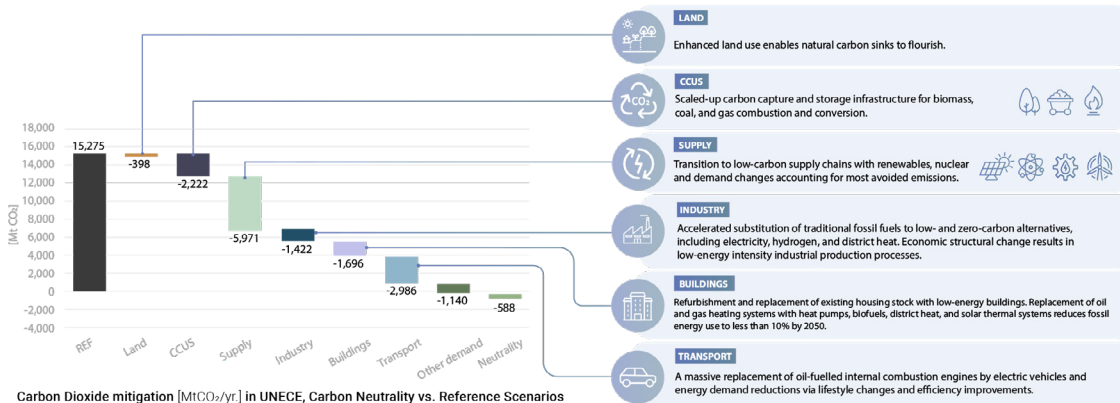 LAND
Enhanced land use enables natural carbon sinks to flourish.
CCUS
Scaled-up carbon capture and storage infrastructure for biomass,
coal, and gas combustion and conversion.
CO₂
SUPPLY
Transition to low-carbon supply chains with renewables, nuclear
and demand changes accounting for most avoided emissions.
INDUSTRY
Accelerated substitution of traditional fossil fuels to low- and zero-carbon alternatives,
including electricity, hydrogen, and district heat. Economic structural change results in
low-energy intensity industrial production processes.
BUILDINGS
Refurbishment and replacement of existing housing stock with low-energy buildings. Replacement of oil
and gas heating systems with heat pumps, biofuels, district heat, and solar thermal systems reduces fossil
energy use to less than 10% by 2050.
TRANSPORT
A massive replacement of oil-fuelled internal combustion engines by electric vehicles and
energy demand reductions via lifestyle changes and efficiency improvements.
[Mt CO₂]
18,000
16,000
14,000
12,000
10,000
8,000
6,000
4,000
2,000
0
-2,000
-4,000
15,275
-398
-2,222
-5,971
-1,422
-1,696
-2,986
-1,140
-588
REF
Land
CCUS
Supply
Industry
Buildings
Transport
Other demand
Neutrality
Carbon Dioxide mitigation [MtCO₂/yr.] in UNECE, Carbon Neutrality vs. Reference Scenarios